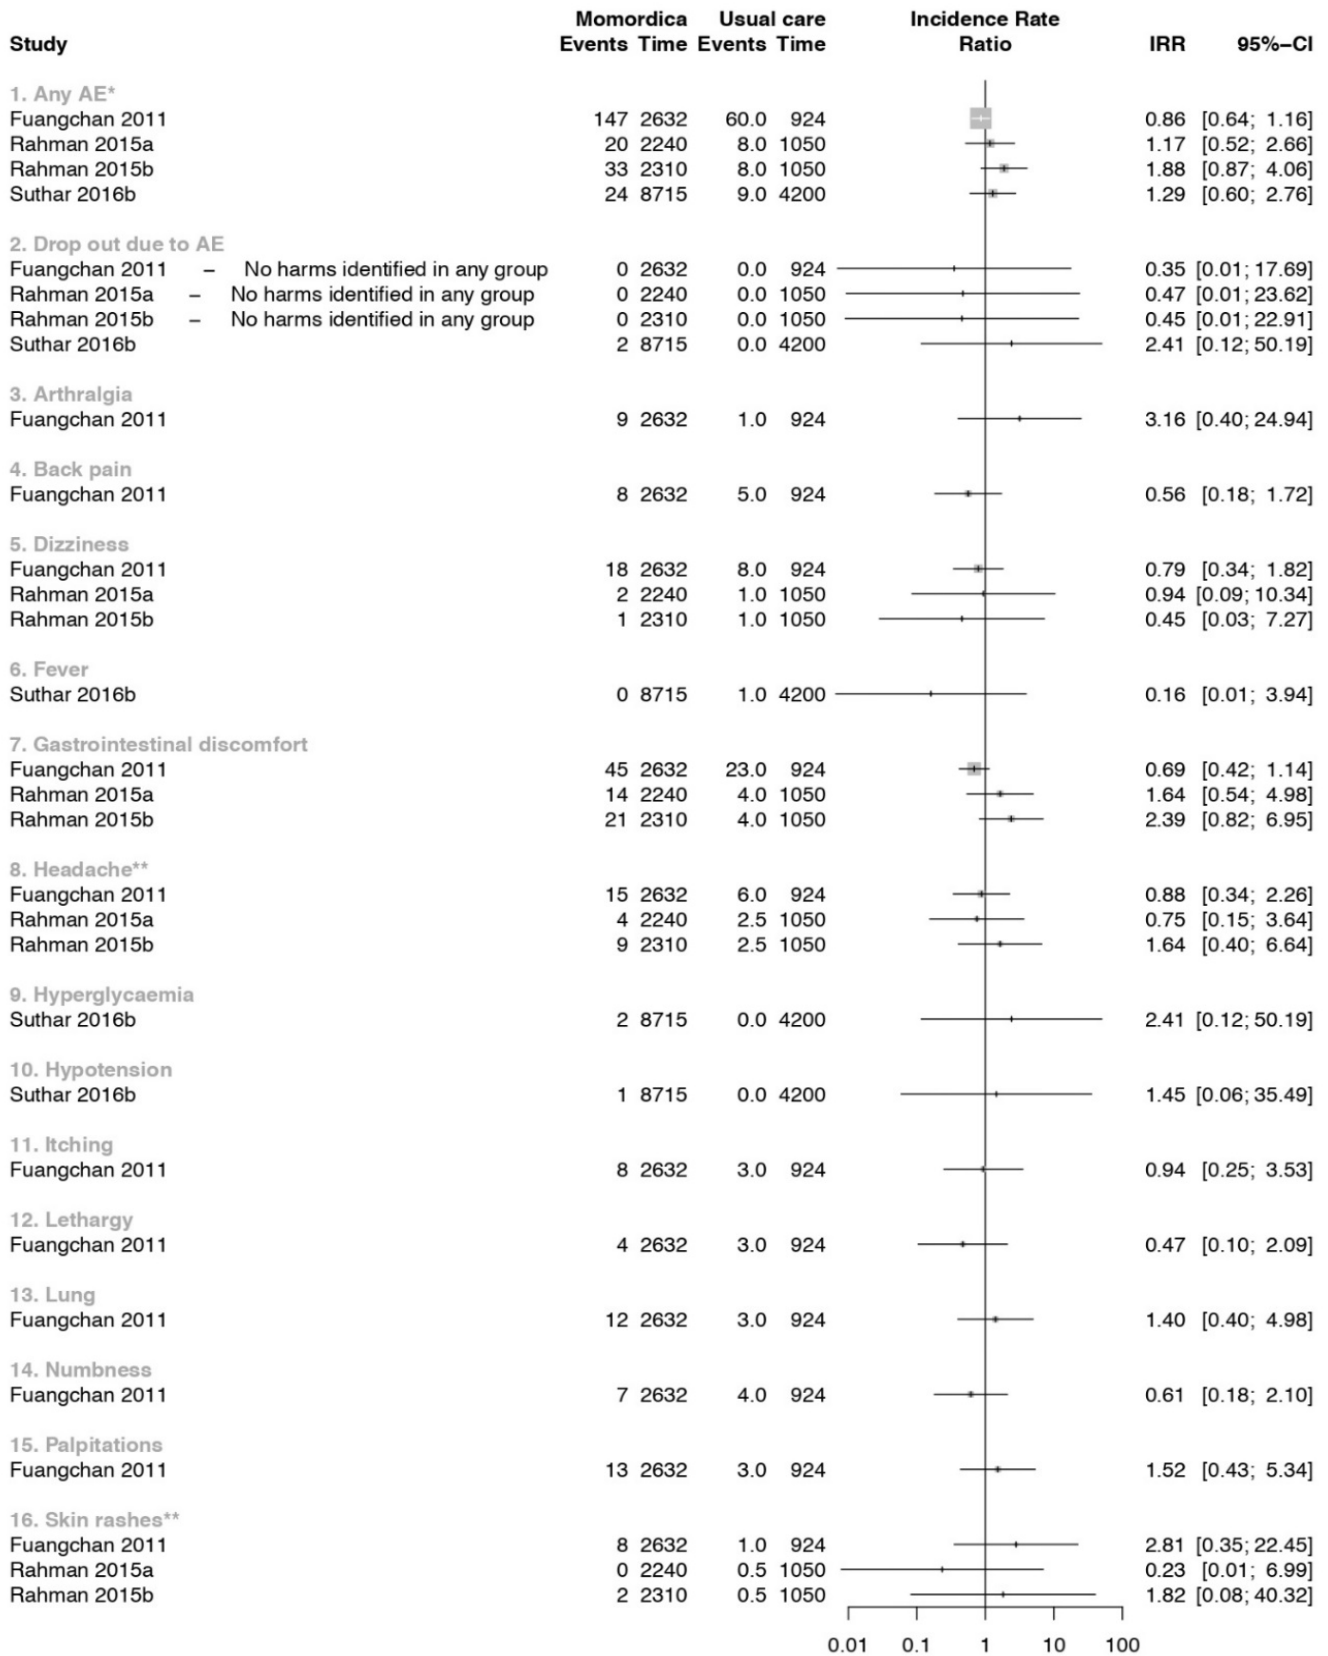 Momordica Usual care Incidence Rate
Study Events Time Events Time Ratio IRR 95%−CI
1. Any AE*
Fuangchan 2011 147 2632 60.0 924 0.86 [0.64; 1.16]
Rahman 2015a 20 2240 8.0 1050 1.17 [0.52; 2.66]
Rahman 2015b 33 2310 8.0 1050 1.88 [0.87; 4.06]
Suthar 2016b 24 8715 9.0 4200 1.29 [0.60; 2.76]
2. Drop out due to AE
Fuangchan 2011 − No harms identified in any group 0 2632 0.0 924 0.35 [0.01; 17.69]
Rahman 2015a − No harms identified in any group 0 2240 0.0 1050 0.47 [0.01; 23.62]
Rahman 2015b − No harms identified in any group 0 2310 0.0 1050 0.45 [0.01; 22.91]
Suthar 2016b 2 8715 0.0 4200 2.41 [0.12; 50.19]
3. Arthralgia
Fuangchan 2011 9 2632 1.0 924 3.16 [0.40; 24.94]
4. Back pain
Fuangchan 2011 8 2632 5.0 924 0.56 [0.18; 1.72]
5. Dizziness
Fuangchan 2011 18 2632 8.0 924 0.79 [0.34; 1.82]
Rahman 2015a 2 2240 1.0 1050 0.94 [0.09; 10.34]
Rahman 2015b 1 2310 1.0 1050 0.45 [0.03; 7.27]
6. Fever
Suthar 2016b 0 8715 1.0 4200 0.16 [0.01; 3.94]
7. Gastrointestinal discomfort
Fuangchan 2011 45 2632 23.0 924 0.69 [0.42; 1.14]
Rahman 2015a 14 2240 4.0 1050 1.64 [0.54; 4.98]
Rahman 2015b 21 2310 4.0 1050 2.39 [0.82; 6.95]
8. Headache**
Fuangchan 2011 15 2632 6.0 924 0.88 [0.34; 2.26]
Rahman 2015a 4 2240 2.5 1050 0.75 [0.15; 3.64]
Rahman 2015b 9 2310 2.5 1050 1.64 [0.40; 6.64]
9. Hyperglycaemia
Suthar 2016b 2 8715 0.0 4200 2.41 [0.12; 50.19]
10. Hypotension
Suthar 2016b 1 8715 0.0 4200 1.45 [0.06; 35.49]
11. Itching
Fuangchan 2011 8 2632 3.0 924 0.94 [0.25; 3.53]
12. Lethargy
Fuangchan 2011 4 2632 3.0 924 0.47 [0.10; 2.09]
13. Lung
Fuangchan 2011 12 2632 3.0 924 1.40 [0.40; 4.98]
14. Numbness
Fuangchan 2011 7 2632 4.0 924 0.61 [0.18; 2.10]
15. Palpitations
Fuangchan 2011 13 2632 3.0 924 1.52 [0.43; 5.34]
16. Skin rashes**
Fuangchan 2011 8 2632 1.0 924 2.81 [0.35; 22.45]
Rahman 2015a 0 2240 0.5 1050 0.23 [0.01; 6.99]
Rahman 2015b 2 2310 0.5 1050 1.82 [0.08; 40.32]
0.01 0.1 1 10 100